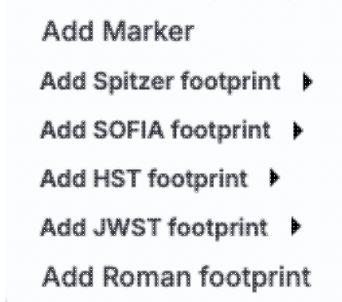 Add Marker
Add Spitzer footprint
Add SOFIA footprint
Add HST footprint
Add JWST footprint
Add Roman footprint